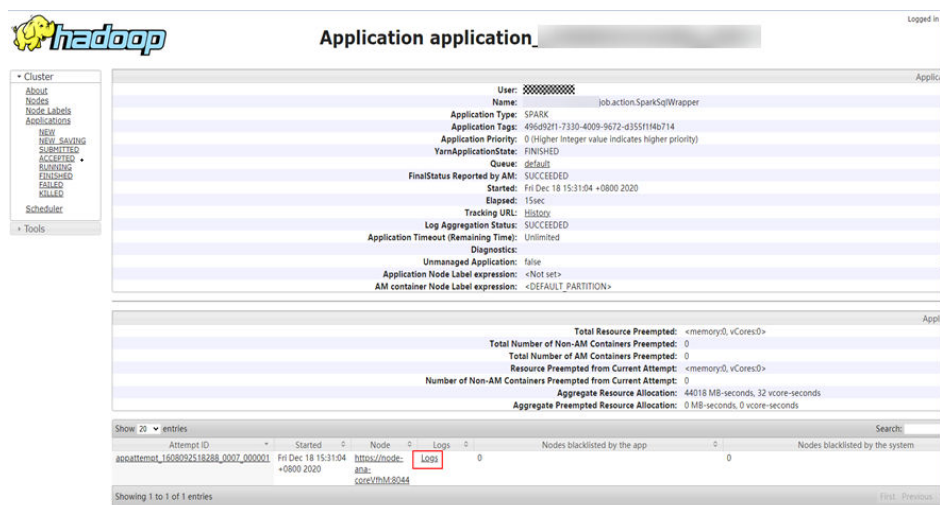 hadoop
Logged in
Application application_
Cluster
About
Nodes
Node Labels
Applications
NEW
NEW_SAVING
SUBMITTED
ACCEPTED
RUNNING
FINISHED
FAILED
KILLED
Scheduler
Tools
Applica
User:
Name: job.action.SparkSqlWrapper
Application Type: SPARK
Application Tags: 496d92f1-7330-4009-9672-d355f1f4b714
Application Priority: 0 (Higher Integer value indicates higher priority)
YarnApplicationState: FINISHED
Queue: default
FinalStatus Reported by AM: SUCCEEDED
Started: Fri Dec 18 15:31:04 +0800 2020
Elapsed: 15sec
Tracking URL: History
Log Aggregation Status: SUCCEEDED
Application Timeout (Remaining Time): Unlimited
Diagnostics:
Unmanaged Application: false
Application Node Label expression: <Not set>
AM container Node Label expression: <DEFAULT_PARTITION>
Appl
Total Resource Preempted: <memory:0, vCores:0>
Total Number of Non-AM Containers Preempted: 0
Total Number of AM Containers Preempted: 0
Resource Preempted from Current Attempt: <memory:0, vCores:0>
Number of Non-AM Containers Preempted from Current Attempt: 0
Aggregate Resource Allocation: 44018 MB-seconds, 32 vcore-seconds
Aggregate Preempted Resource Allocation: 0 MB-seconds, 0 vcore-seconds
Show 20 entries Search:
Attempt ID Started Node Logs Nodes blacklisted by the app Nodes blacklisted by the system
appattempt_1608092518288_0007_000001 Fri Dec 18 15:31:04 https://node- Logs 0 0
+0800 2020 ana-
coreVfhM:8044
Showing 1 to 1 of 1 entries First Previous